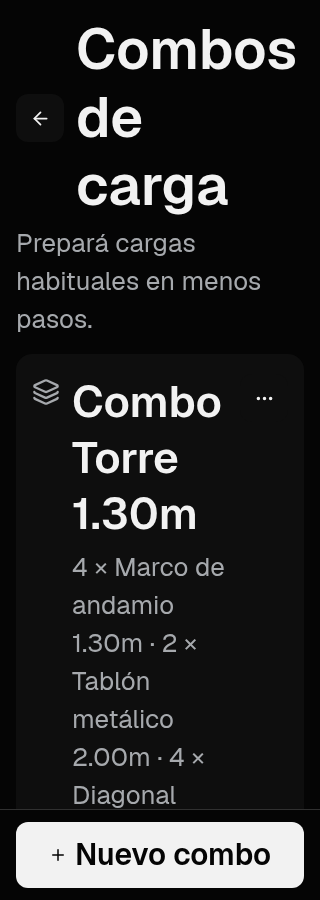 Combos
de
carga
Prepará cargas
habituales en menos
pasos.
Combo
Torre
1.30m
4 × Marco de
andamio
1.30m · 2 ×
Tablón
metálico
2.00m · 4 ×
Diagonal
+ Nuevo combo